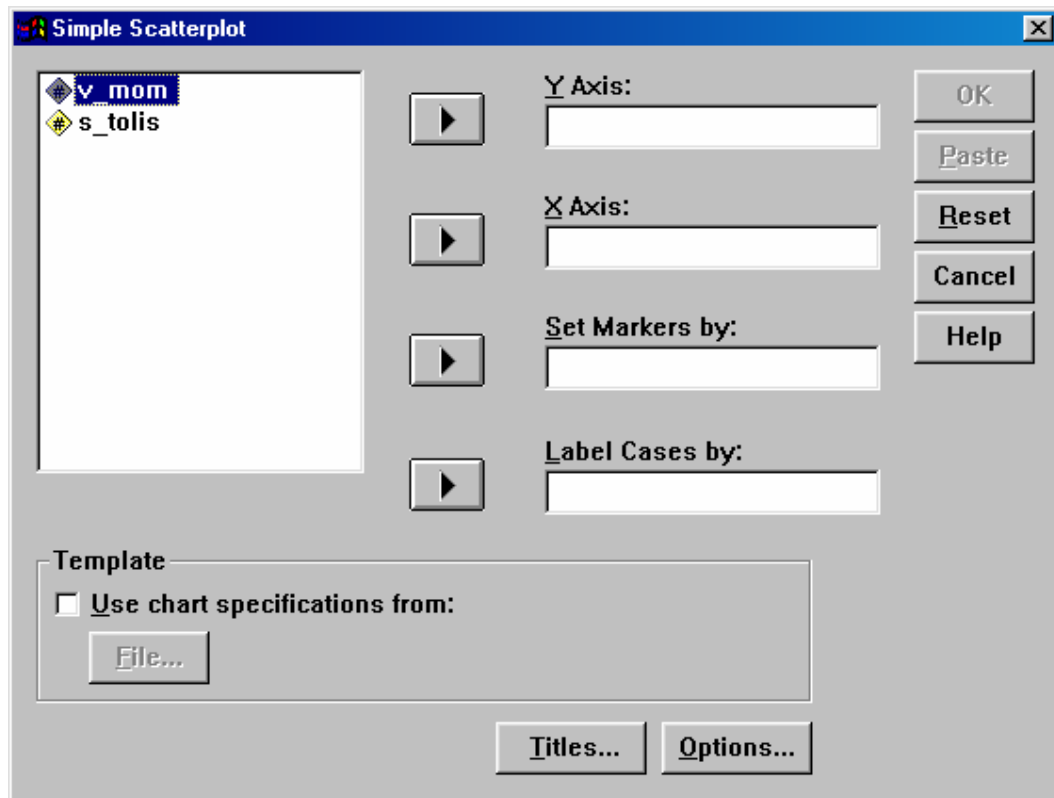 Simple Scatterplot
v_mom
s_tolis
Y Axis:
X Axis:
Set Markers by:
Label Cases by:
OK
Paste
Reset
Cancel
Help
Template
Use chart specifications from:
File...
Titles...
Options...